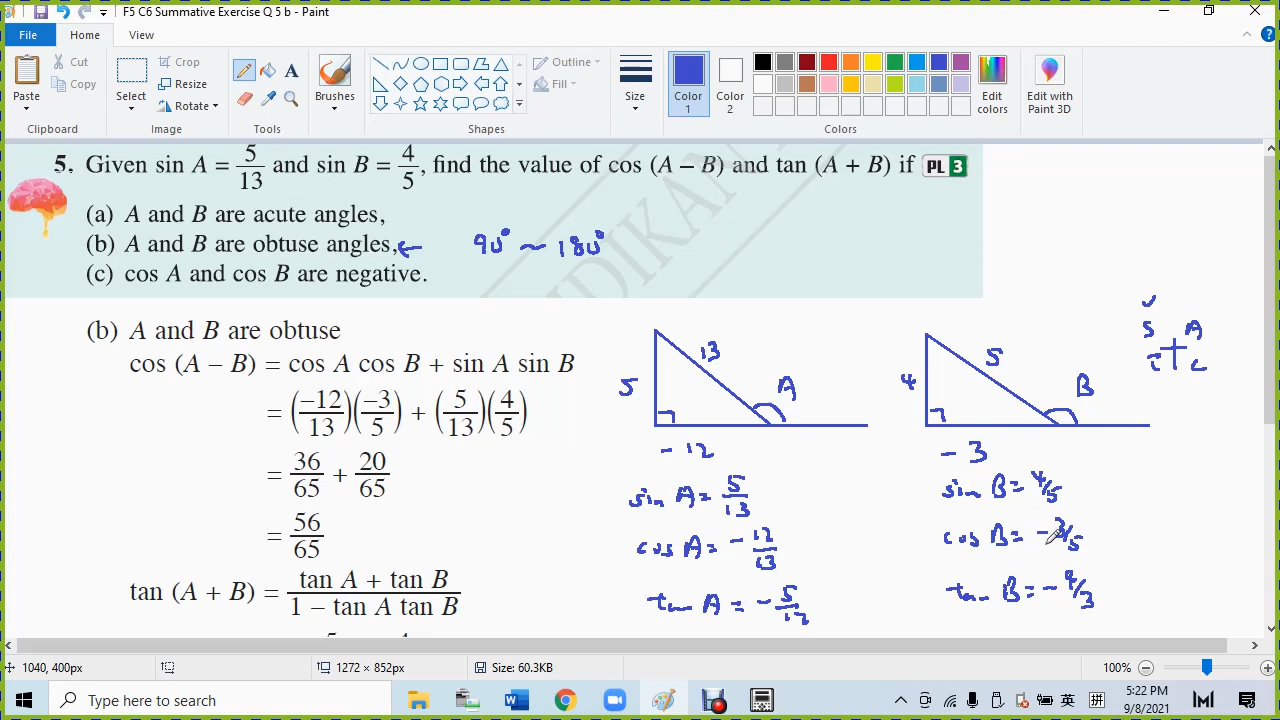 F5 C6 Summative Exercise Q 5 b - Paint
File Home View
Paste Cut Copy Clipboard
Select Crop Resize Rotate Image
A Tools
Brushes
Outline Fill Shapes
Size
Color 1 Color 2 Edit colors Colors
Edit with Paint 3D
5. Given sin A = 5/13 and sin B = 4/5, find the value of cos (A − B) and tan (A + B) if PL 3
(a) A and B are acute angles,
(b) A and B are obtuse angles, ← 90° ~ 180°
(c) cos A and cos B are negative.
(b) A and B are obtuse
cos (A − B) = cos A cos B + sin A sin B
= (−12/13)(−3/5) + (5/13)(4/5)
= 36/65 + 20/65
= 56/65
tan (A + B) = (tan A + tan B)/(1 − tan A tan B)
5 13 A
-12
sin A = 5/13
cos A = -12/13
tan A = -5/12
4 5 B
-3
sin B = 4/5
cos B = -3/5
tan B = -4/3
S A
T C
1040, 400px 1272 × 852px Size: 60.3KB 100%
Type here to search
英 拼 5:22 PM
9/8/2021